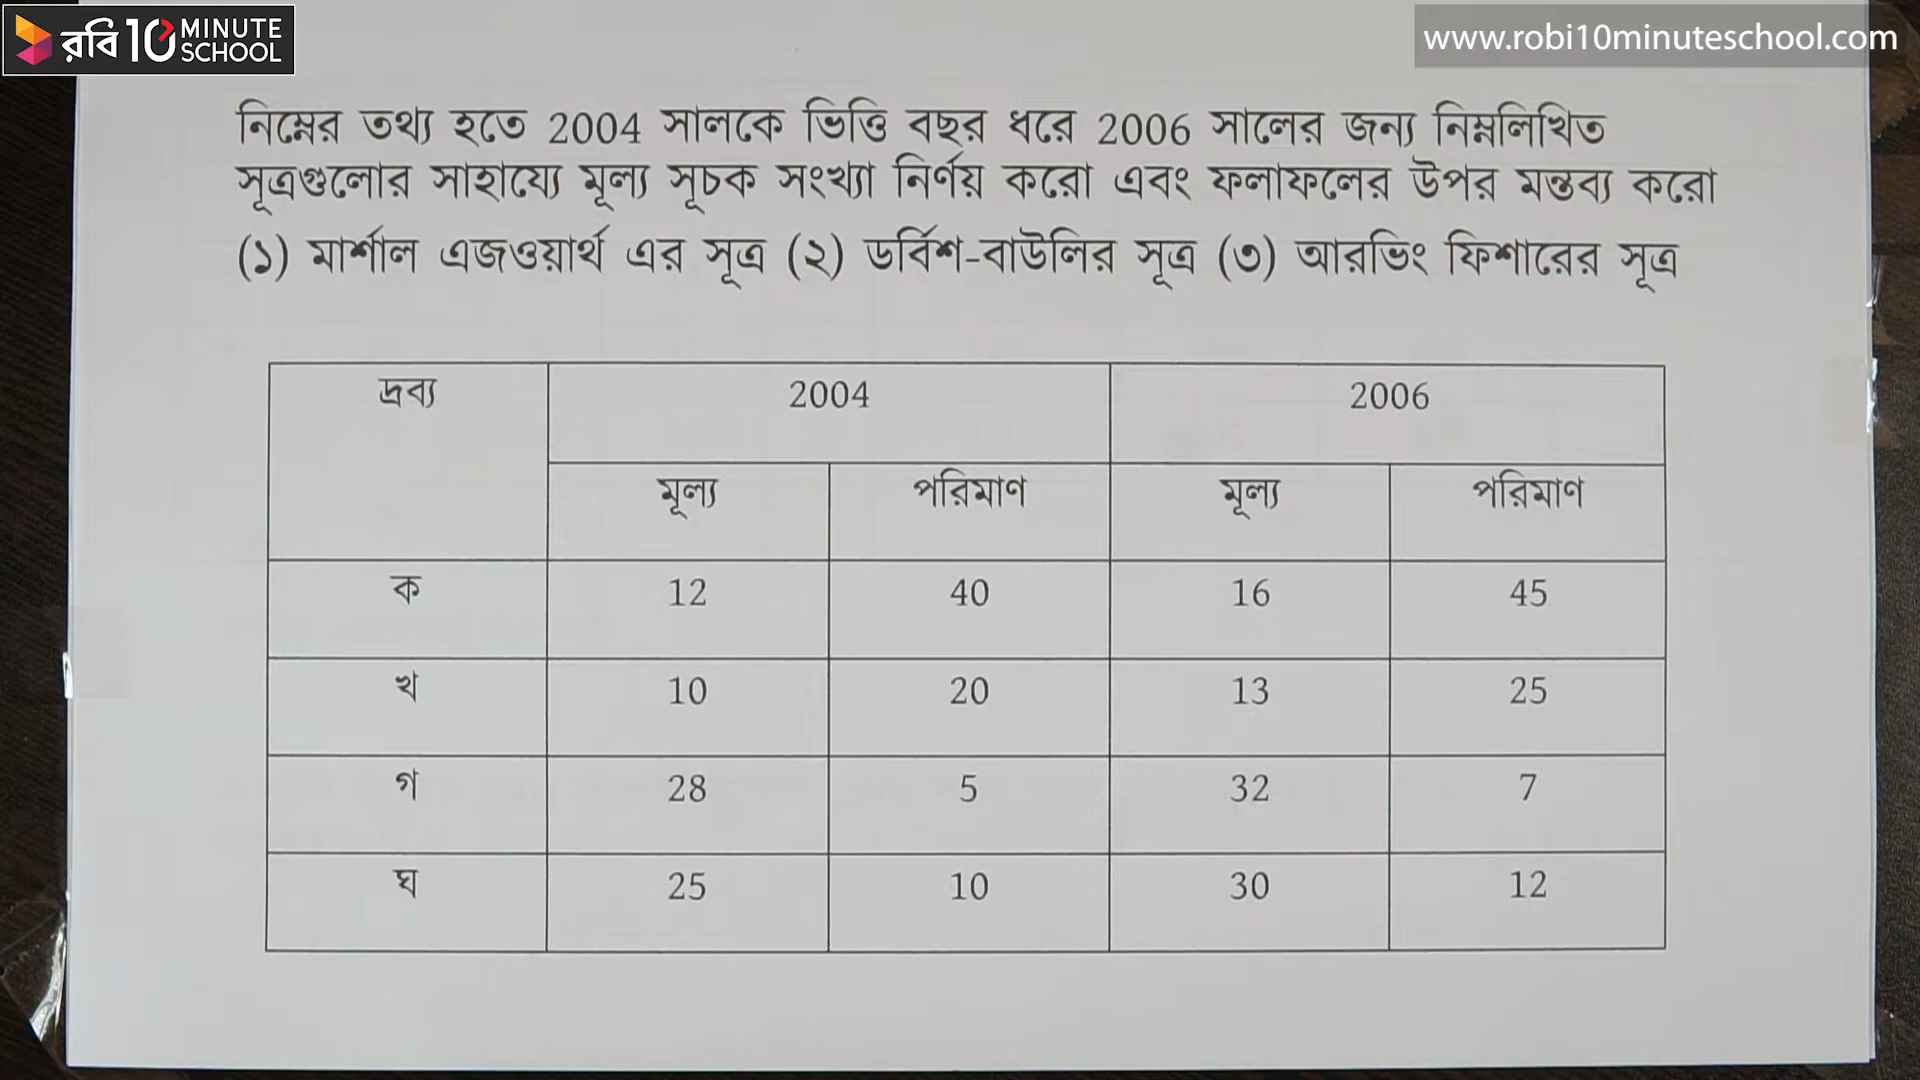 রবি 10 MINUTE SCHOOL
www.robi10minuteschool.com
নিম্নের তথ্য হতে 2004 সালকে ভিত্তি বছর ধরে 2006 সালের জন্য নিম্নলিখিত
সূত্রগুলোর সাহায্যে মূল্য সূচক সংখ্যা নির্ণয় করো এবং ফলাফলের উপর মন্তব্য করো
(১) মার্শাল এজওয়ার্থ এর সূত্র (২) ডর্বিশ-বাউলির সূত্র (৩) আরভিং ফিশারের সূত্র
দ্রব্য 2004 2006
মূল্য পরিমাণ মূল্য পরিমাণ
ক 12 40 16 45
খ 10 20 13 25
গ 28 5 32 7
ঘ 25 10 30 12